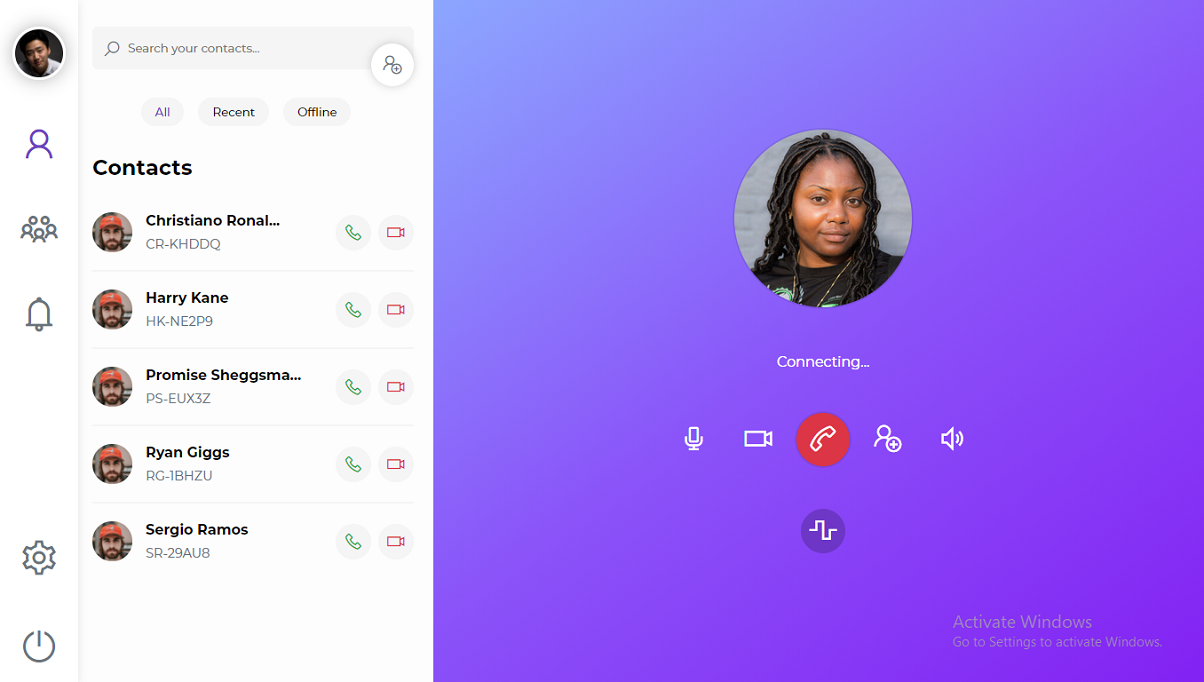 Search your contacts...
All
Recent
Offline
Contacts
Christiano Ronal...
CR-KHDDQ
Harry Kane
HK-NE2P9
Promise Sheggsma...
PS-EUX3Z
Ryan Giggs
RG-1BHZU
Sergio Ramos
SR-29AU8
Connecting...
Activate Windows
Go to Settings to activate Windows.